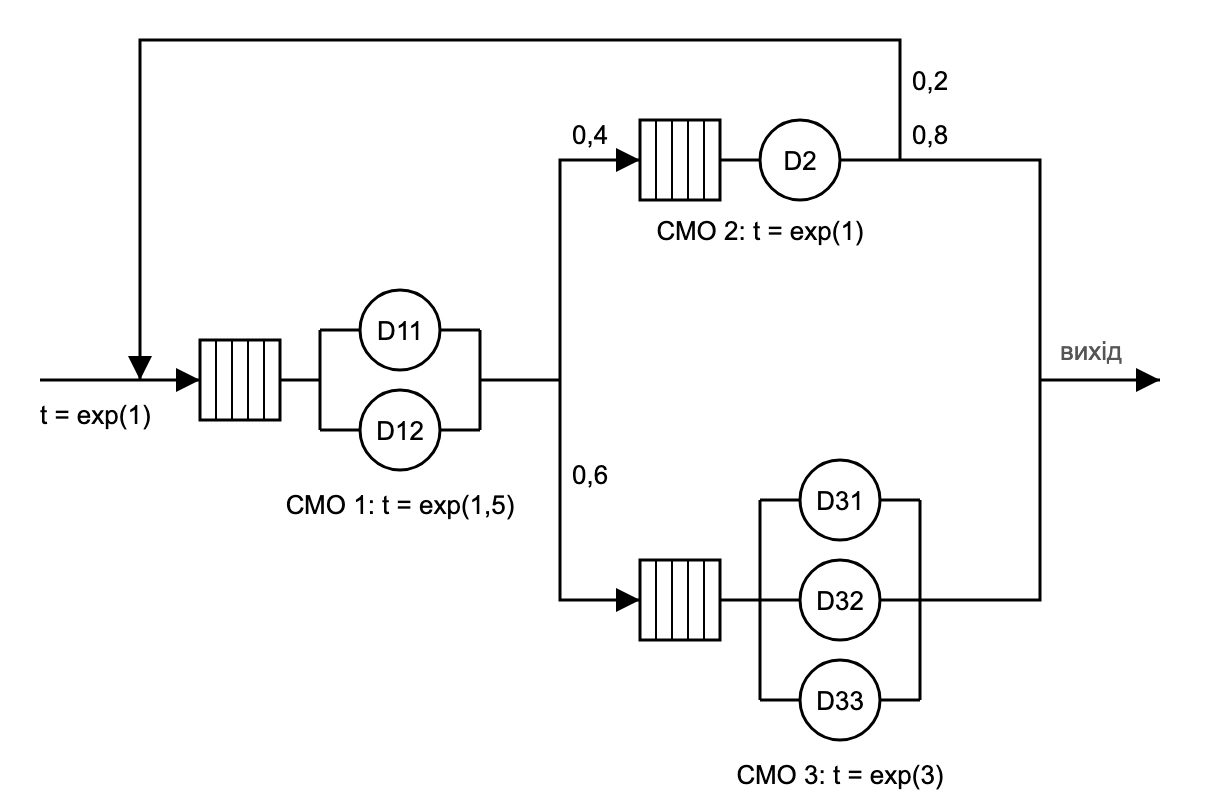 0,2
0,4
0,8
D2
СМО 2: t = exp(1)
D11
вихід
t = exp(1)
D12
0,6
СМО 1: t = exp(1,5)
D31
D32
D33
СМО 3: t = exp(3)